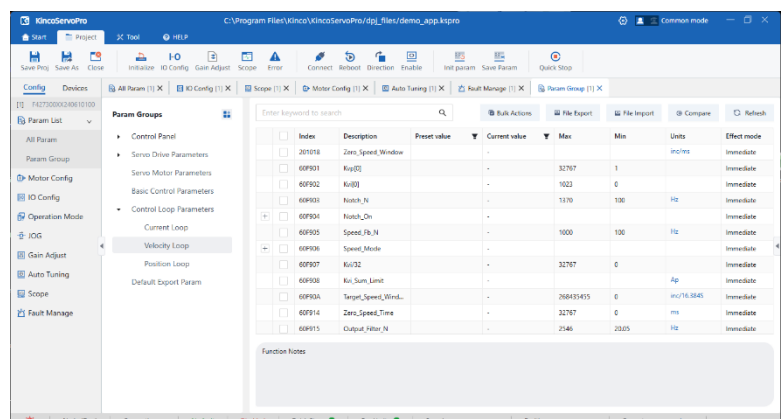 KincoServoPro
C:\Program Files\Kinco\KincoServoPro/dpj_files/demo_app.kspro
Common mode
Start Project Tool HELP
Save Proj Save As Close Initialize IO Config Gain Adjust Scope Error Connect Reboot Direction Enable Init param Save Param Quick Stop
Config Devices
All Param [1] X IO Config [1] X Scope [1] X Motor Config [1] X Auto Tuning [1] X Fault Manage [1] X Param Group [1] X
Param List
All Param
Param Group
Motor Config
IO Config
Operation Mode
JOG
Gain Adjust
Auto Tuning
Scope
Fault Manage
Param Groups
Control Panel
Servo Drive Parameters
Servo Motor Parameters
Basic Control Parameters
Control Loop Parameters
Current Loop
Velocity Loop
Position Loop
Default Export Param
Enter keyword to search
Bulk Actions File Export File Import Compare Refresh
Index Description Preset value Current value Max Min Units Effect mode
201018 Zero_Speed_Window - inc/ms Immediate
60F901 Kvp[0] - 32767 1 Immediate
60F902 Kvi[0] - 1023 0 Immediate
60F903 Notch_N - 1370 100 Hz Immediate
60F904 Notch_On - Immediate
60F905 Speed_Fb_N - 1000 100 Hz Immediate
60F906 Speed_Mode - Immediate
60F907 Kvi/32 - 32767 0 Immediate
60F908 Kvi_Sum_Limit - Ap Immediate
60F90A Target_Speed_Wind... - 268435455 0 inc/16.384S Immediate
60F914 Zero_Speed_Time - 32767 0 ms Immediate
60F915 Output_Filter_N - 2546 20.05 Hz Immediate
Function Notes